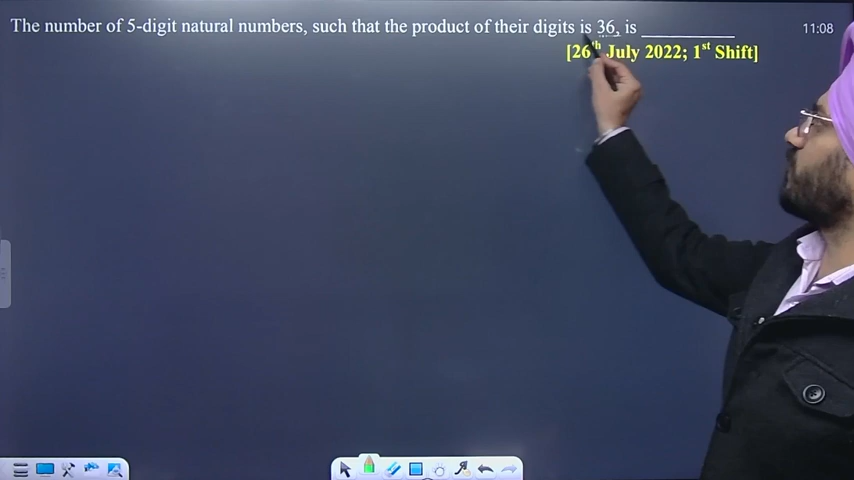 The number of 5-digit natural numbers, such that the product of their digits is 36, is __________
[26th July 2022; 1st Shift]
11:08